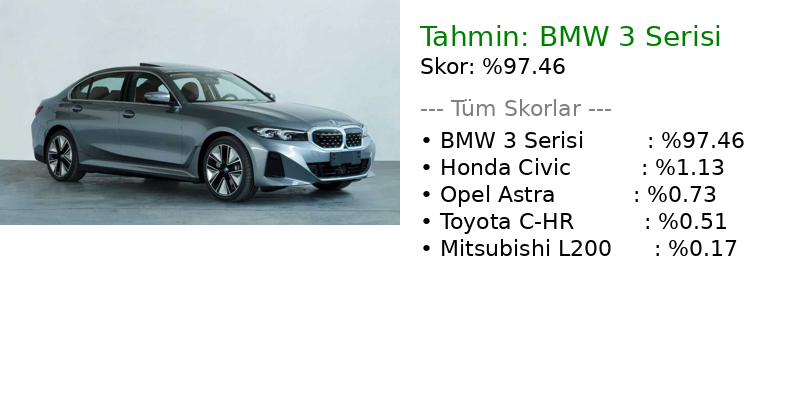 Tahmin: BMW 3 Serisi
Skor: %97.46
--- Tüm Skorlar ---
• BMW 3 Serisi : %97.46
• Honda Civic : %1.13
• Opel Astra : %0.73
• Toyota C-HR : %0.51
• Mitsubishi L200 : %0.17